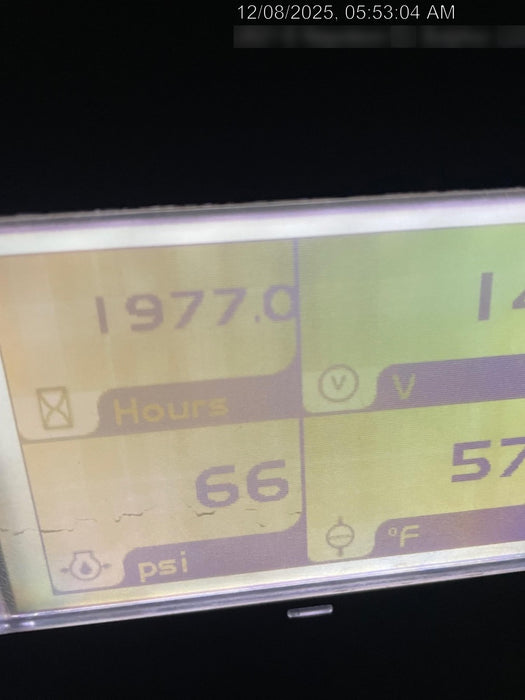 12/08/2025, 05:53:04 AM
1977.0
Hours
V
V
66
psi
57
°F